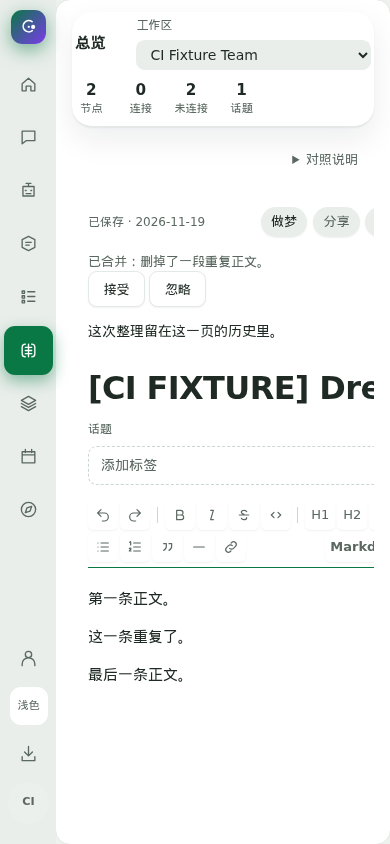 总览
工作区
CI Fixture Team
2 0 2 1
节点 连接 未连接 话题
▶ 对照说明
已保存 · 2026-11-19
做梦 分享
已合并：删掉了一段重复正文。
接受 忽略
这次整理留在这一页的历史里。
[CI FIXTURE] Dre
话题
添加标签
B I S <> H1 H2
Markd
第一条正文。
这一条重复了。
最后一条正文。
浅色
CI